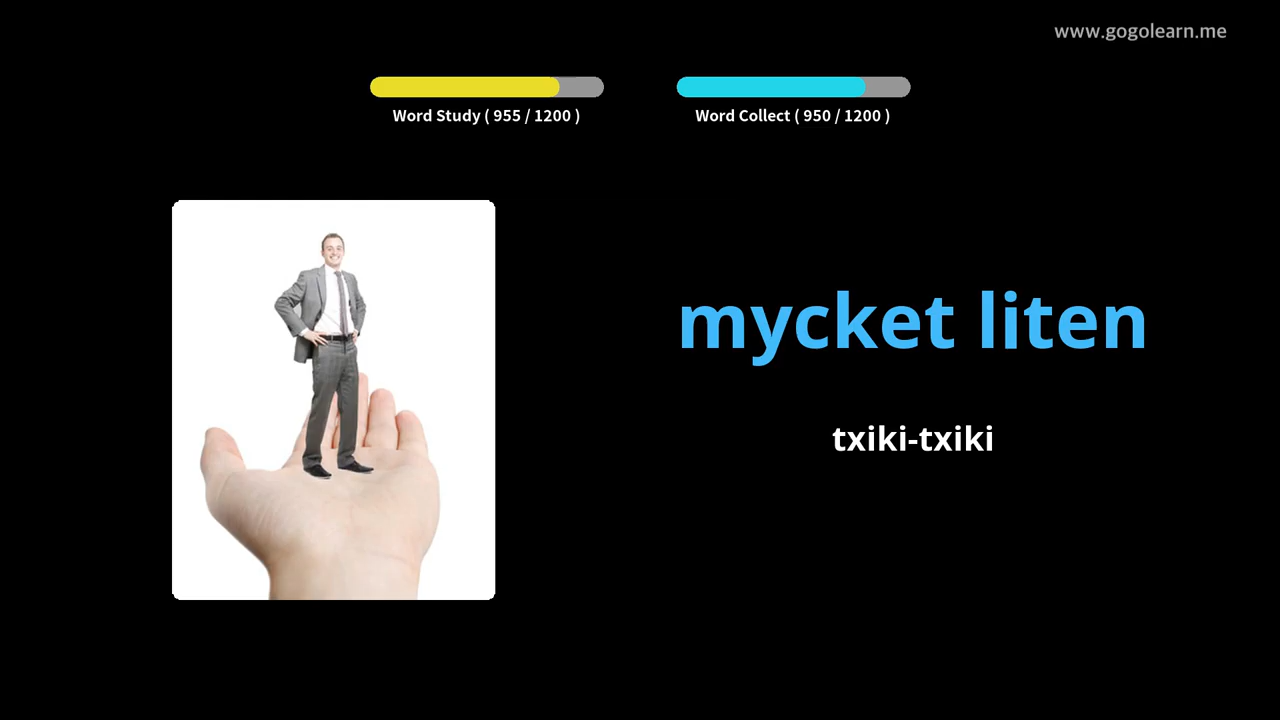 www.gogolearn.me
Word Study ( 955 / 1200 )
Word Collect ( 950 / 1200 )
mycket liten
txiki-txiki